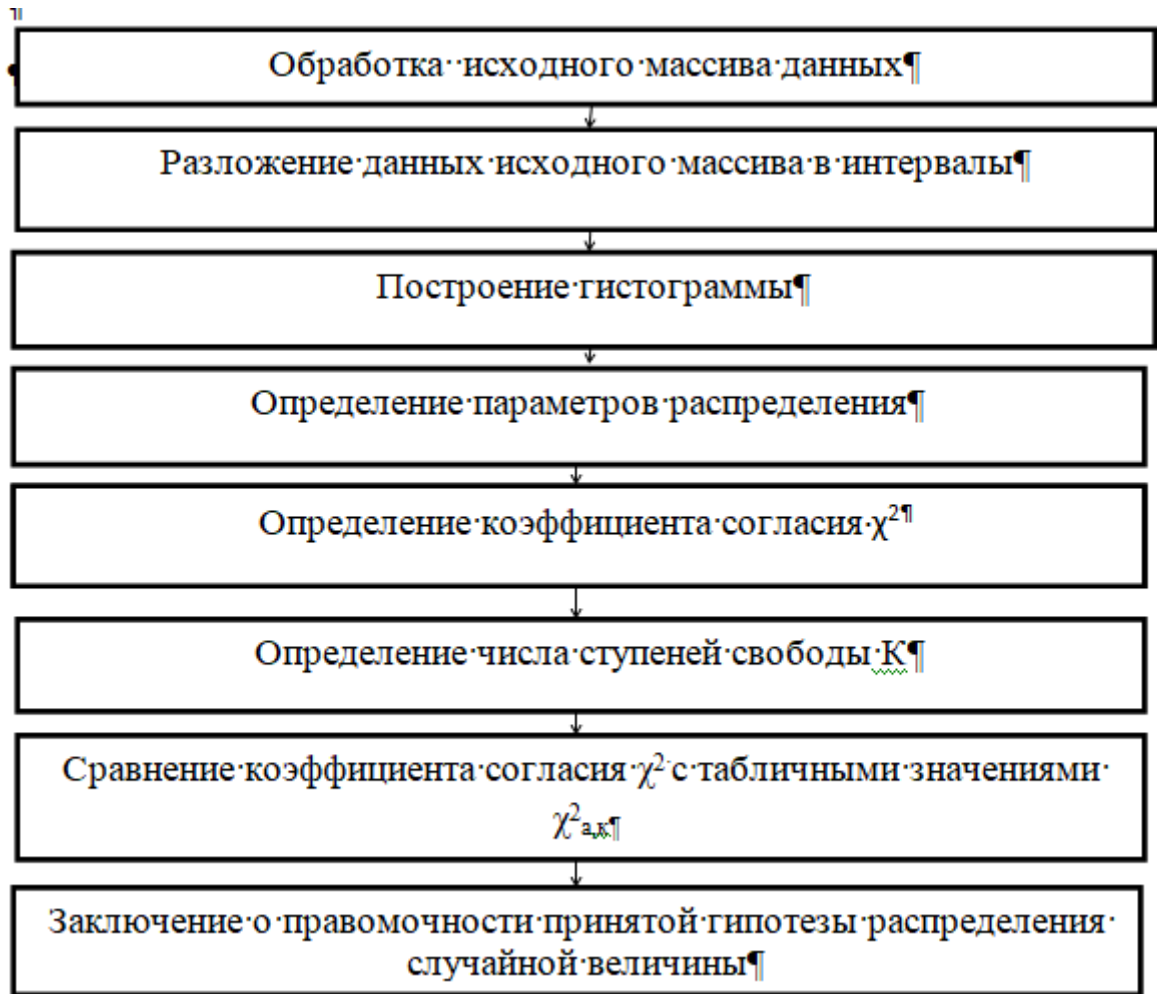 ¶
¶
Обработка··исходного·массива·данных¶
Разложение·данных·исходного·массива·в·интервалы¶
Построение·гистограммы¶
Определение·параметров·распределения¶
Определение·коэффициента·согласия·χ²¶
Определение·числа·ступеней·свободы·К¶
Сравнение·коэффициента·согласия·χ²·с·табличными·значениями·
χ²а,к¶
Заключение·о·правомочности·принятой·гипотезы·распределения·
случайной·величины¶